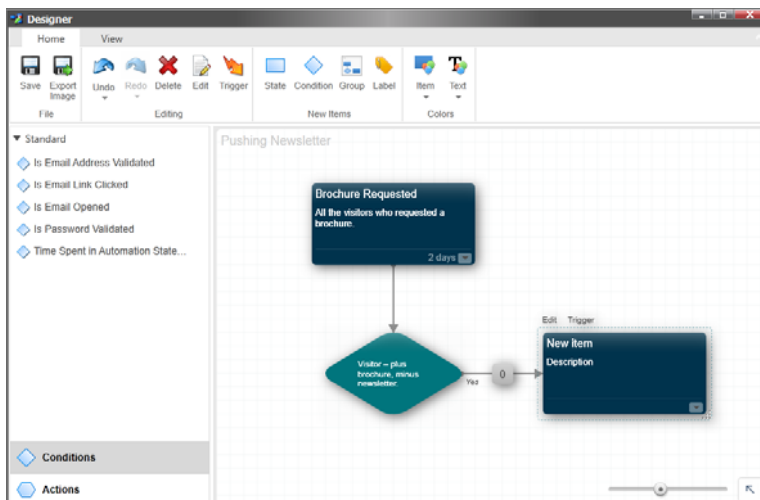 Designer
Home View
Save Export Image Undo Redo Delete Edit Trigger State Condition Group Label Item Text
File Editing New Items Colors
Standard
Is Email Address Validated
Is Email Link Clicked
Is Email Opened
Is Password Validated
Time Spent in Automation State...
Conditions
Actions
Pushing Newsletter
Brochure Requested
All the visitors who requested a
brochure.
2 days
Visitor – plus
brochure, minus
newsletter.
Yes
0
Edit Trigger
New item
Description